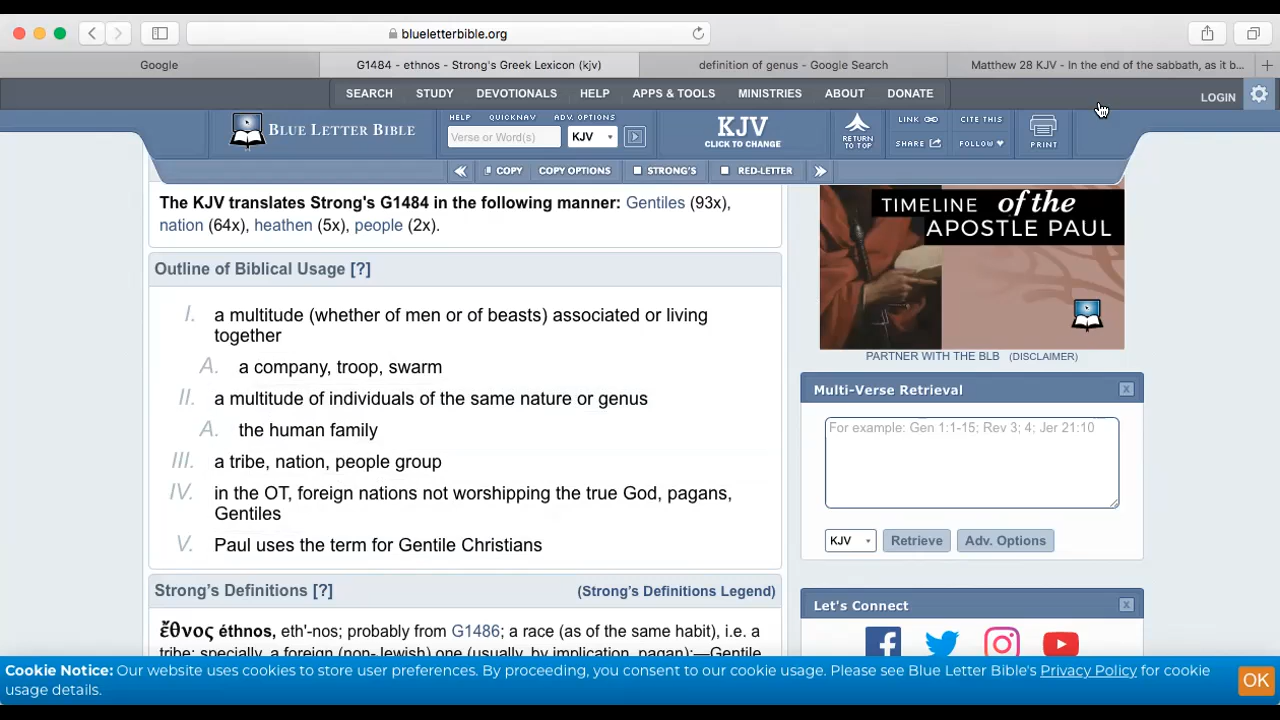 blueletterbible.org
Google
G1484 - ethnos - Strong's Greek Lexicon (kjv)
definition of genus - Google Search
Matthew 28 KJV - In the end of the sabbath, as it b...
SEARCH STUDY DEVOTIONALS HELP APPS & TOOLS MINISTRIES ABOUT DONATE
LOGIN
BLUE LETTER BIBLE
HELP QUICKNAV ADV. OPTIONS
Verse or Word(s) KJV
KJV
CLICK TO CHANGE
RETURN
TO TOP
LINK
CITE THIS
SHARE
FOLLOW
PRINT
COPY COPY OPTIONS STRONG'S RED-LETTER
The KJV translates Strong's G1484 in the following manner: Gentiles (93x),
nation (64x), heathen (5x), people (2x).
Outline of Biblical Usage [?]
I. a multitude (whether of men or of beasts) associated or living
together
A. a company, troop, swarm
II. a multitude of individuals of the same nature or genus
A. the human family
III. a tribe, nation, people group
IV. in the OT, foreign nations not worshipping the true God, pagans,
Gentiles
V. Paul uses the term for Gentile Christians
Strong's Definitions [?] (Strong's Definitions Legend)
ἔθνος éthnos, eth'-nos; probably from G1486; a race (as of the same habit), i.e. a
tribe; specially, a foreign (non-Jewish) one (usually, by implication, pagan):—Gentile
TIMELINE of the
APOSTLE PAUL
PARTNER WITH THE BLB (DISCLAIMER)
Multi-Verse Retrieval x
For example: Gen 1:1-15; Rev 3; 4; Jer 21:10
KJV Retrieve Adv. Options
Let's Connect x
Cookie Notice: Our website uses cookies to store user preferences. By proceeding, you consent to our cookie usage. Please see Blue Letter Bible's Privacy Policy for cookie
usage details.
OK